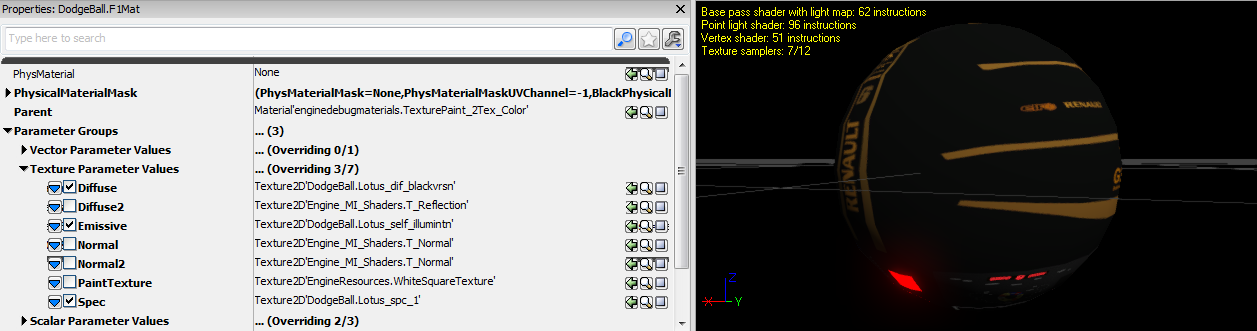 Properties: DodgeBall.F1Mat
Type here to search
PhysMaterial None
PhysicalMaterialMask (PhysMaterialMask=None,PhysMaterialMaskUVChannel=-1,BlackPhysical
Parent Material'enginedebugmaterials.TexturePaint_2Tex_Color'
Parameter Groups ... (3)
Vector Parameter Values ... (Overriding 0/1)
Texture Parameter Values ... (Overriding 3/7)
Diffuse Texture2D'DodgeBall.Lotus_dif_blackvrsn'
Diffuse2 Texture2D'Engine_MI_Shaders.T_Reflection'
Emissive Texture2D'DodgeBall.Lotus_self_illumintn'
Normal Texture2D'Engine_MI_Shaders.T_Normal'
Normal2 Texture2D'Engine_MI_Shaders.T_Normal'
PaintTexture Texture2D'EngineResources.WhiteSquareTexture'
Spec Texture2D'DodgeBall.Lotus_spc_1'
Scalar Parameter Values ... (Overriding 2/3)
Base pass shader with light map: 62 instructions
Point light shader: 96 instructions
Vertex shader: 51 instructions
Texture samplers: 7/12
RENAULT
RENAULT
Z
X Y